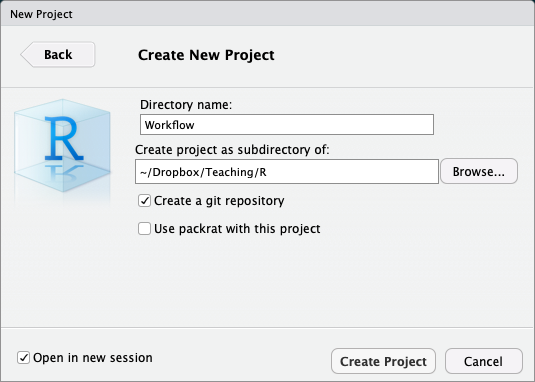 New Project
Back
Create New Project
R
Directory name:
Workflow
Create project as subdirectory of:
~/Dropbox/Teaching/R
Browse...
Create a git repository
Use packrat with this project
Open in new session
Create Project
Cancel